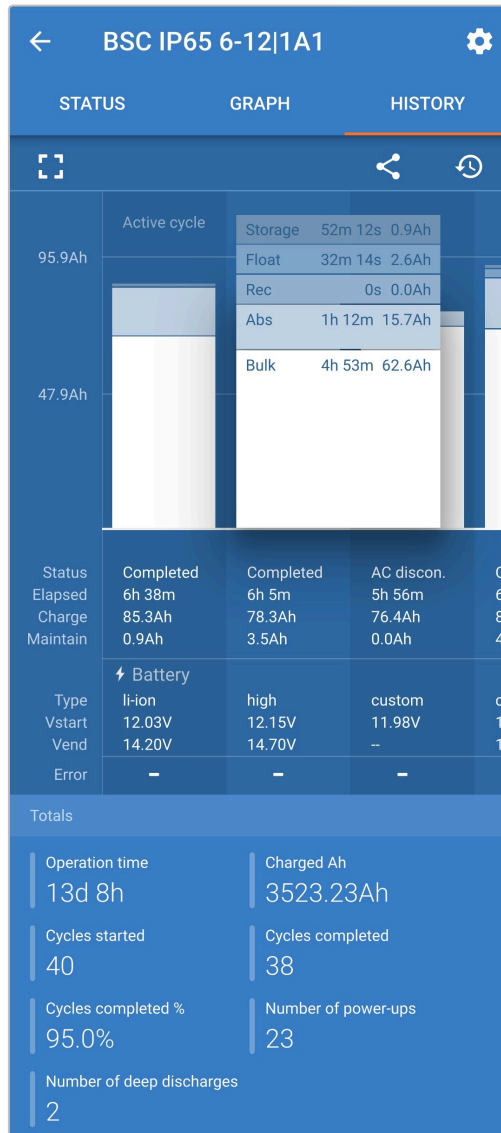 BSC IP65 6-12|1A1
STATUS GRAPH HISTORY
Active cycle
95.9Ah
47.9Ah
Storage 52m 12s 0.9Ah
Float 32m 14s 2.6Ah
Rec 0s 0.0Ah
Abs 1h 12m 15.7Ah
Bulk 4h 53m 62.6Ah
Status Completed Completed AC discon.
Elapsed 6h 38m 6h 5m 5h 56m 6
Charge 85.3Ah 78.3Ah 76.4Ah 8
Maintain 0.9Ah 3.5Ah 0.0Ah 4
Battery
Type li-ion high custom
Vstart 12.03V 12.15V 11.98V 1
Vend 14.20V 14.70V -- 1
Error – – –
Totals
Operation time Charged Ah
13d 8h 3523.23Ah
Cycles started Cycles completed
40 38
Cycles completed % Number of power-ups
95.0% 23
Number of deep discharges
2